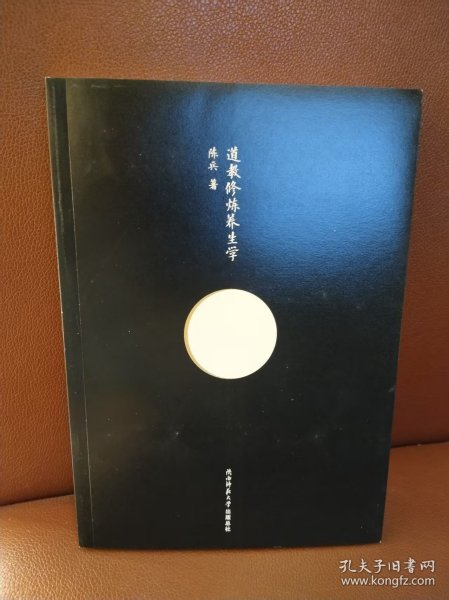 道教修炼养生学
陈兵 著
陕西师范大学出版总社
孔夫子旧书网
www.kongfz.com